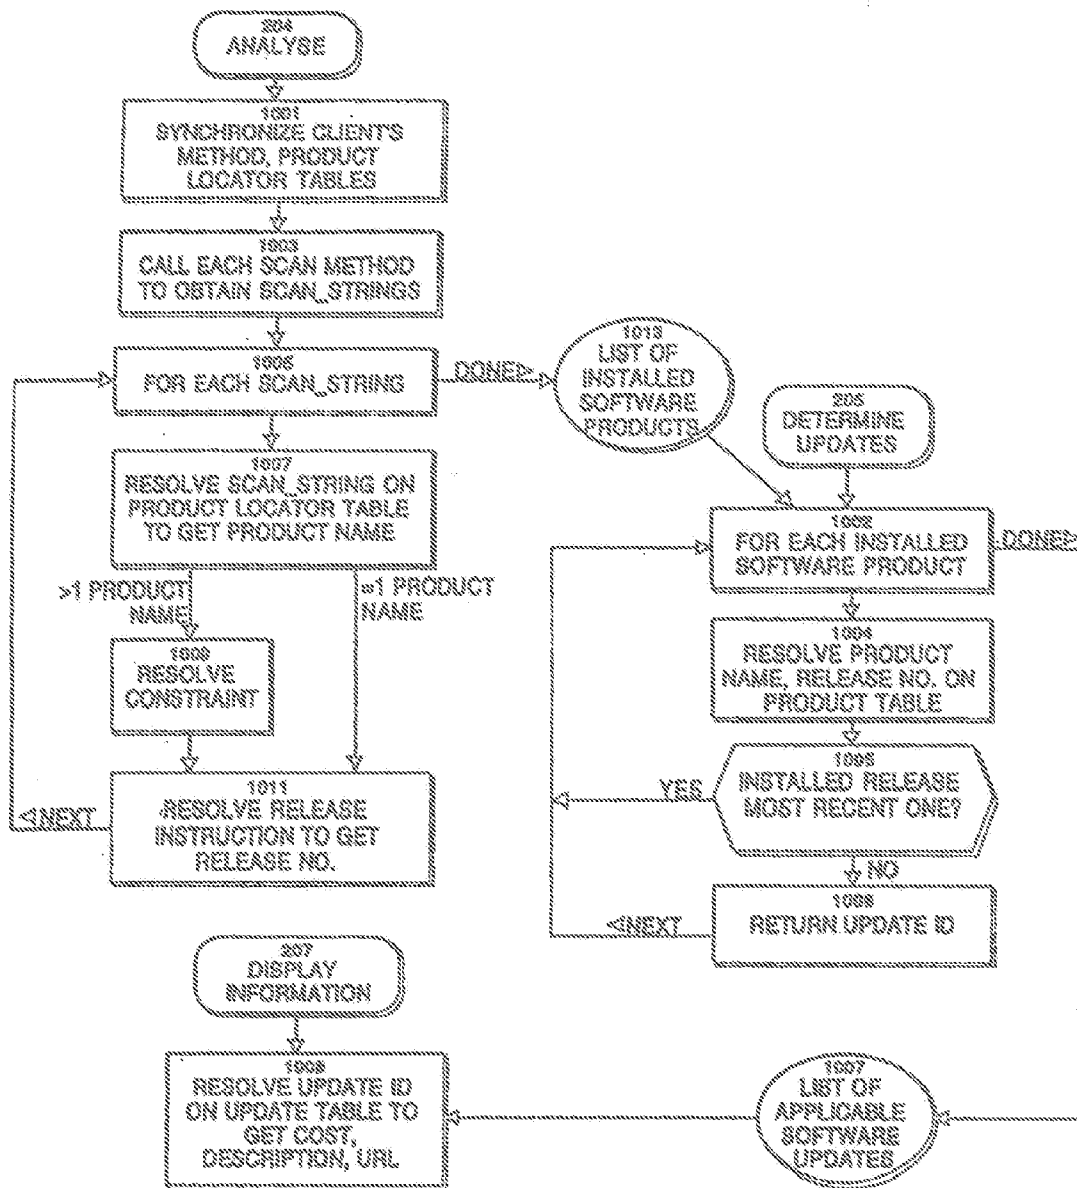 204
ANALYSE
1001
SYNCHRONIZE CLIENT'S
METHOD, PRODUCT
LOCATOR TABLES
1003
CALL EACH SCAN METHOD
TO OBTAIN SCAN_STRINGS
1005
FOR EACH SCAN_STRING
DONE>
1013
LIST OF
INSTALLED
SOFTWARE
PRODUCTS
1007
RESOLVE SCAN_STRING ON
PRODUCT LOCATOR TABLE
TO GET PRODUCT NAME
>1 PRODUCT
NAME
=1 PRODUCT
NAME
1009
RESOLVE
CONSTRAINT
1011
RESOLVE RELEASE
INSTRUCTION TO GET
RELEASE NO.
<NEXT
205
DETERMINE
UPDATES
1002
FOR EACH INSTALLED
SOFTWARE PRODUCT
DONE>
1004
RESOLVE PRODUCT
NAME, RELEASE NO. ON
PRODUCT TABLE
INSTALLED RELEASE
MOST RECENT ONE?
YES
NO
RETURN UPDATE ID
<NEXT
207
DISPLAY
INFORMATION
RESOLVE UPDATE ID
ON UPDATE TABLE TO
GET COST,
DESCRIPTION, URL
1007
LIST OF
APPLICABLE
SOFTWARE
UPDATES